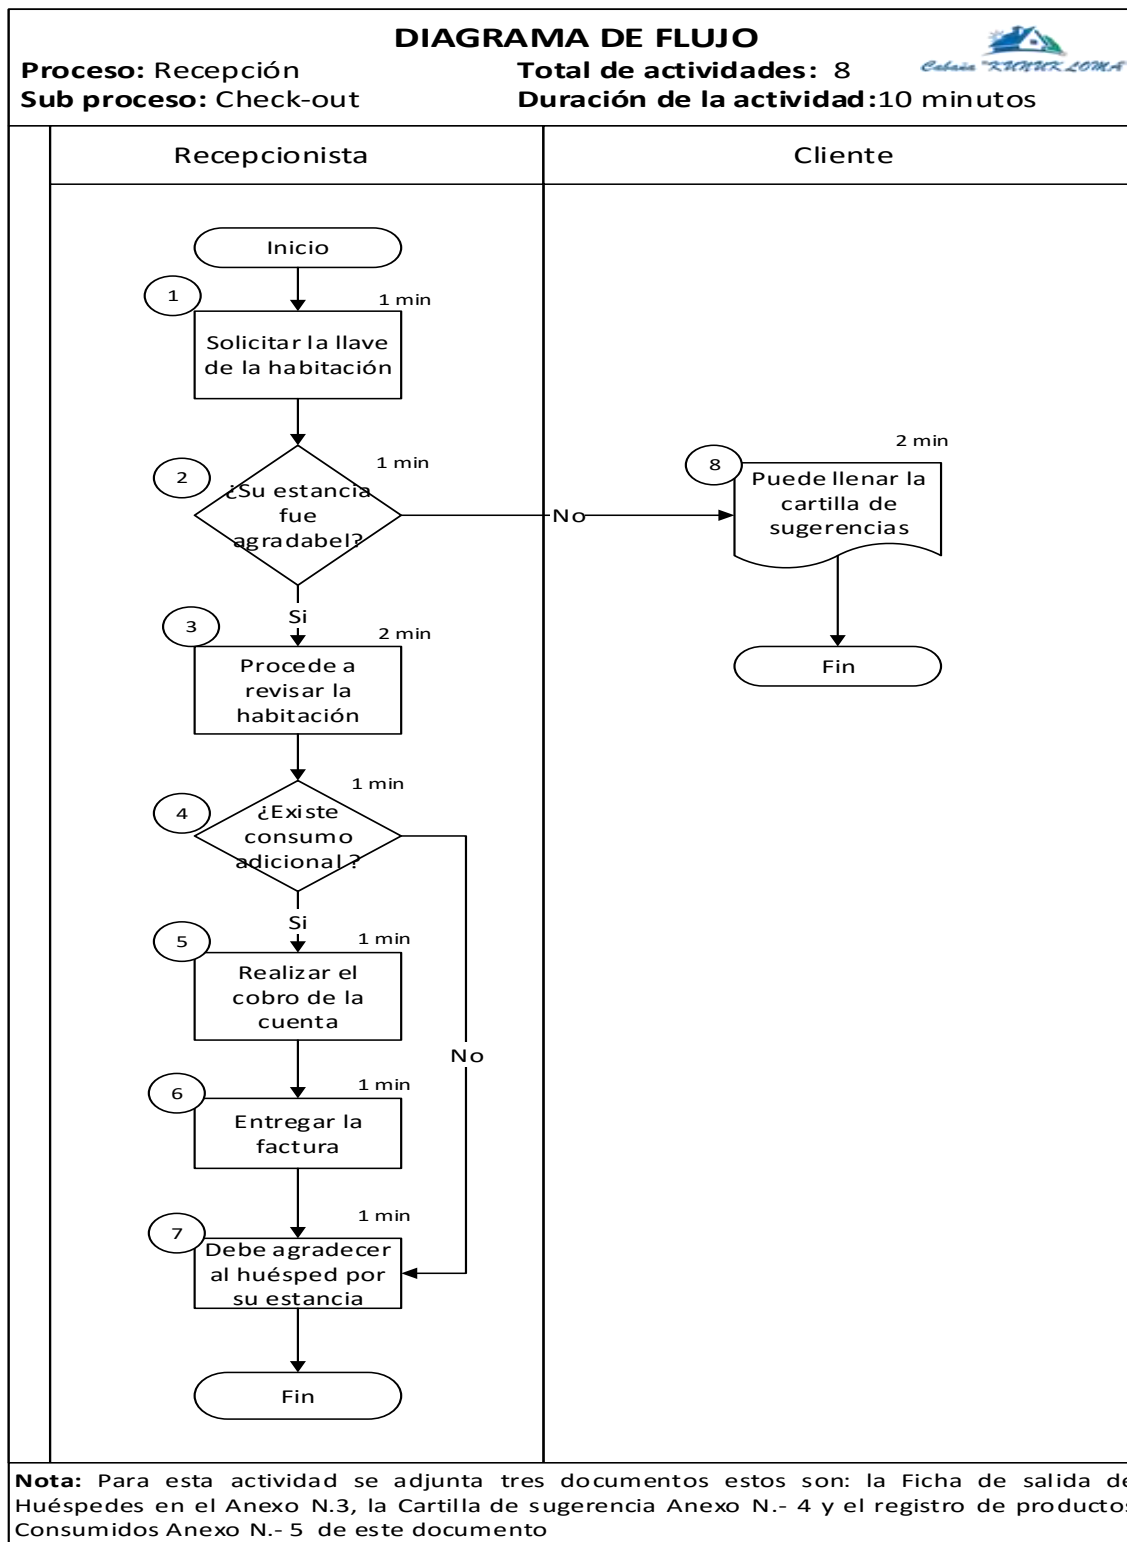 DIAGRAMA DE FLUJO
Cabaña "KUNUK LOMA"
Proceso: Recepción
Total de actividades: 8
Sub proceso: Check-out
Duración de la actividad:10 minutos
Recepcionista
Cliente
Inicio
1
1 min
Solicitar la llave
de la habitación
2
1 min
¿Su estancia
fue
agradabel?
No
8
2 min
Puede llenar la
cartilla de
sugerencias
Fin
Si
3
2 min
Procede a
revisar la
habitación
4
1 min
¿Existe
consumo
adicional ?
No
Si
5
1 min
Realizar el
cobro de la
cuenta
6
1 min
Entregar la
factura
7
1 min
Debe agradecer
al huésped por
su estancia
Fin
Nota: Para esta actividad se adjunta tres documentos estos son: la Ficha de salida de
Huéspedes en el Anexo N.3, la Cartilla de sugerencia Anexo N.- 4 y el registro de productos
Consumidos Anexo N.- 5 de este documento